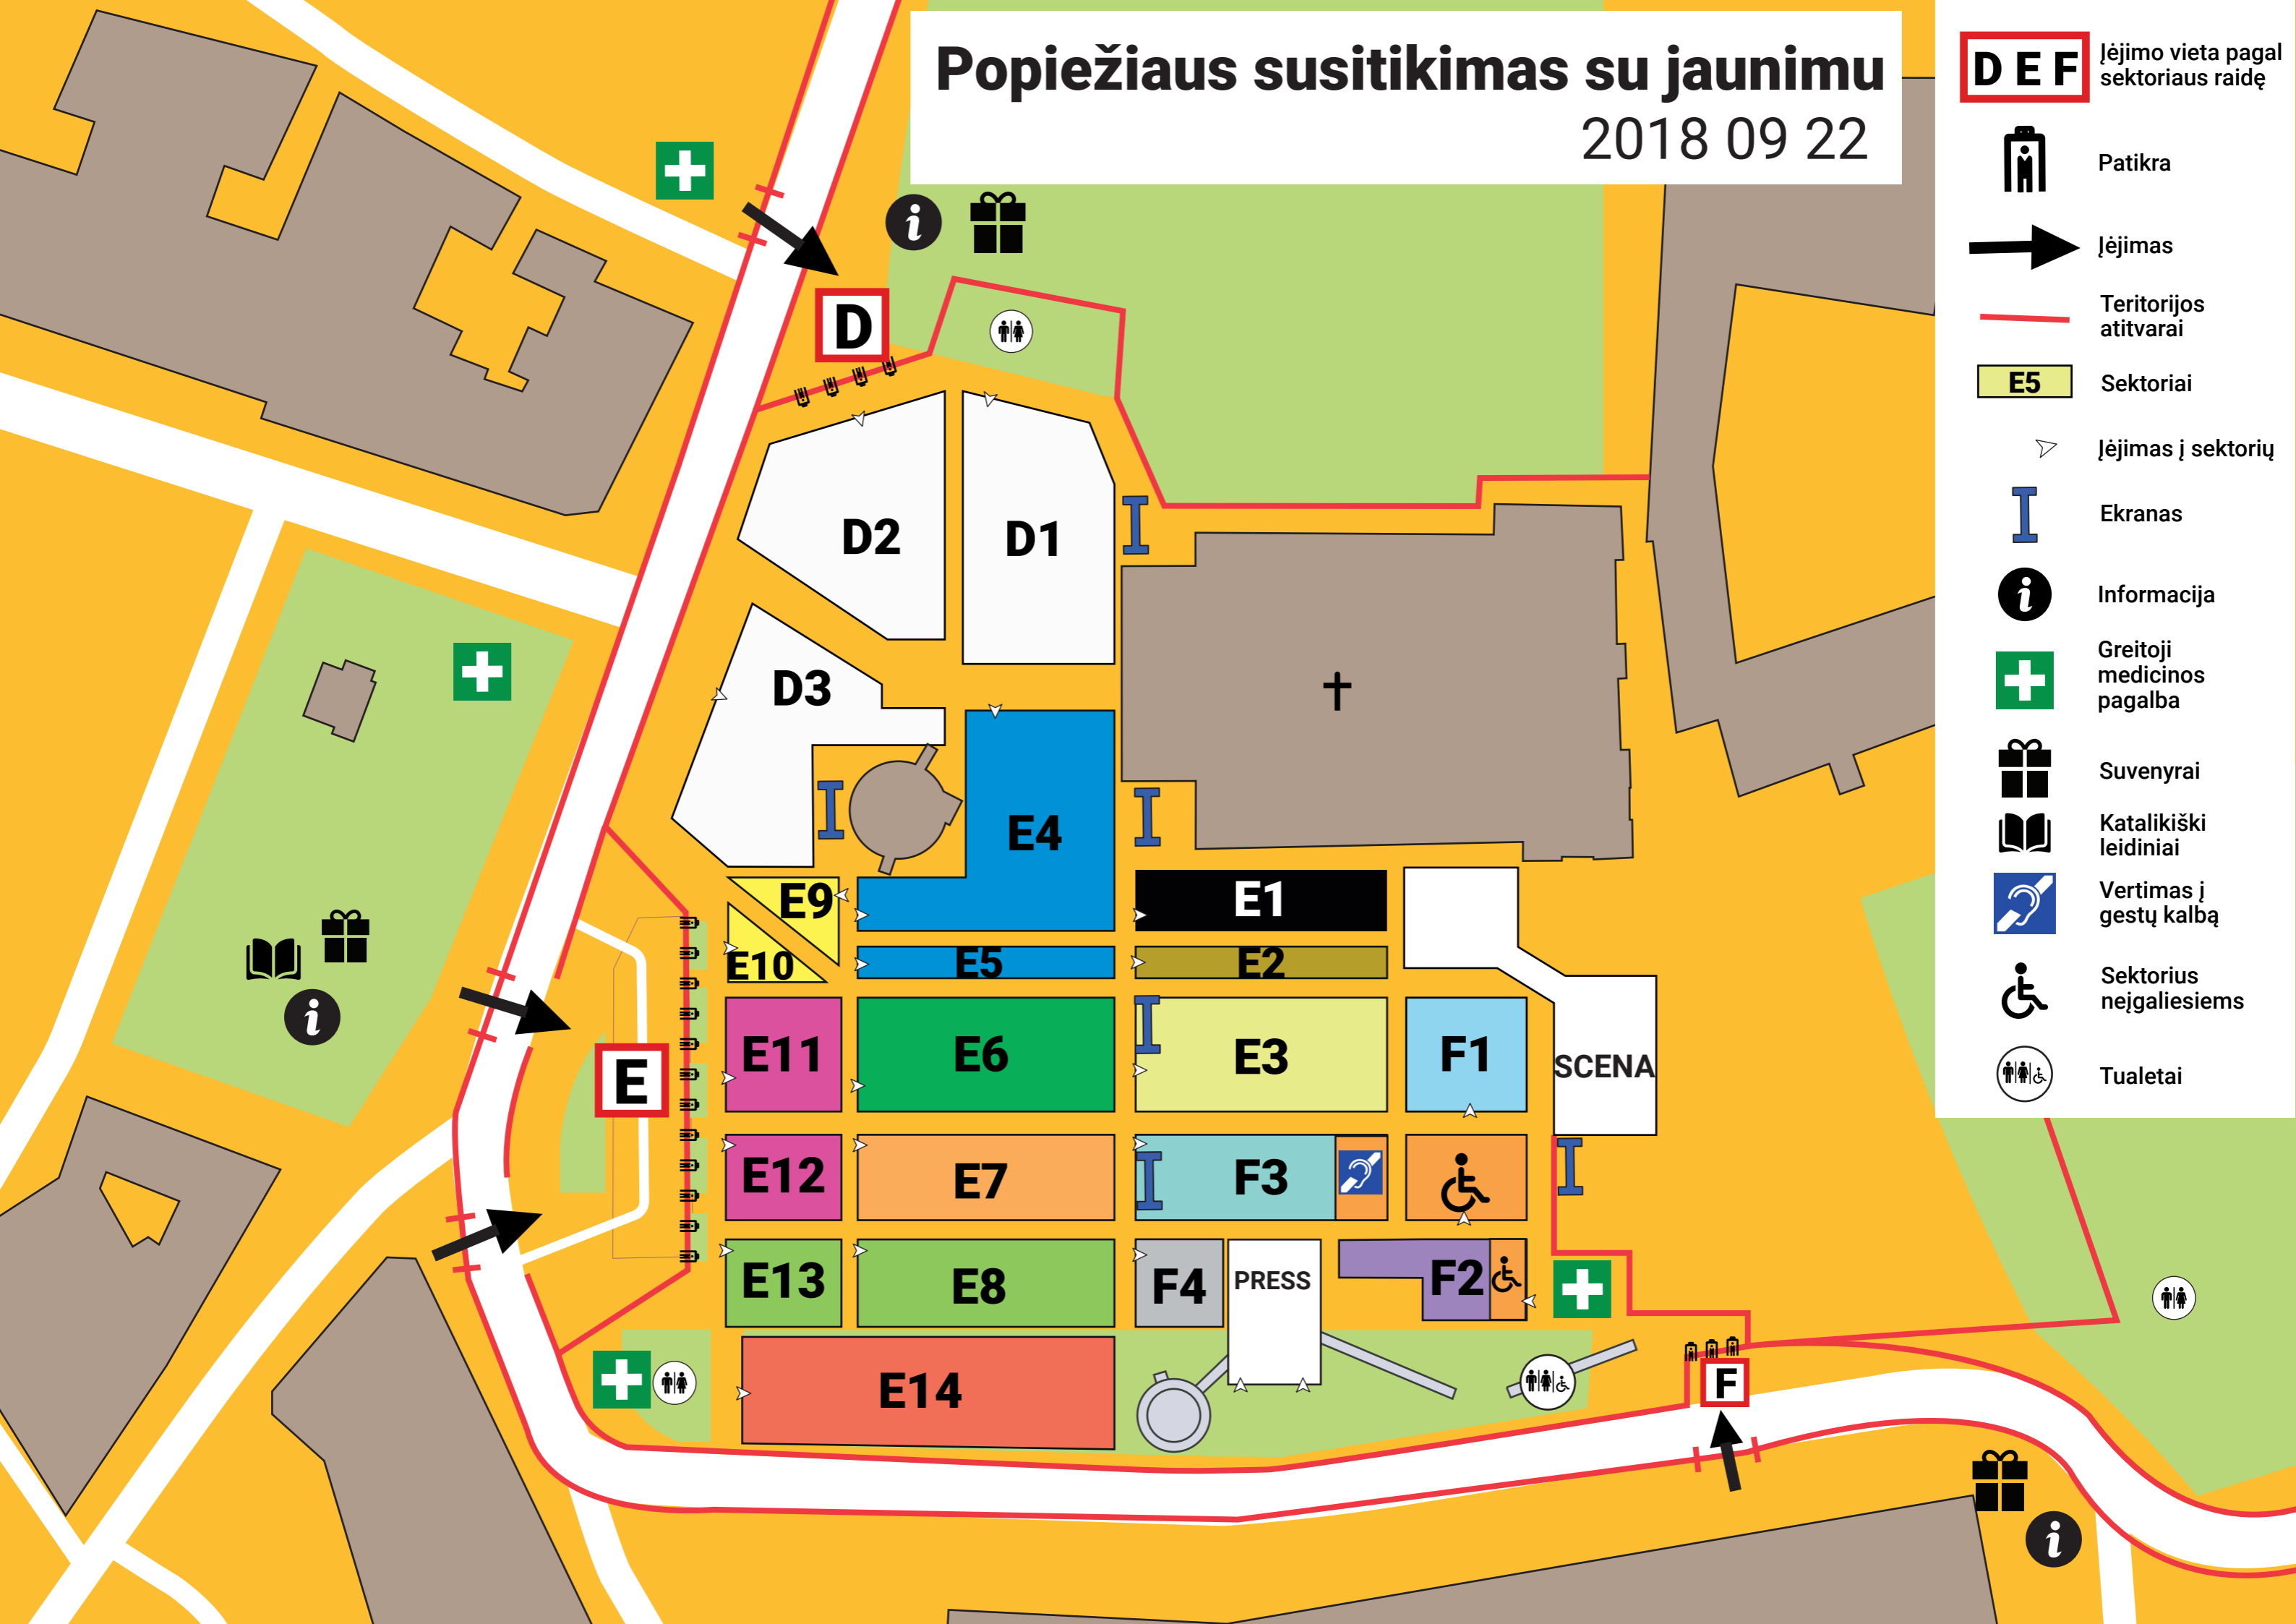 Popiežiaus susitikimas su jaunimu
2018 09 22
D E F
Įėjimo vieta pagal
sektoriaus raidę
Patikra
Įėjimas
Teritorijos
atitvarai
E5
Sektoriai
Įėjimas į sektorių
Ekranas
i
Informacija
Greitoji
medicinos
pagalba
Suvenyrai
Katalikiški
leidiniai
Vertimas į
gestų kalbą
Sektorius
neįgaliesiems
Tualetai
i
D
D2
D1
D3
E4
E9
E1
E10
E5
E2
i
E
E11
E6
E3
F1
SCENA
E12
E7
F3
E13
E8
F4
PRESS
F2
E14
F
i